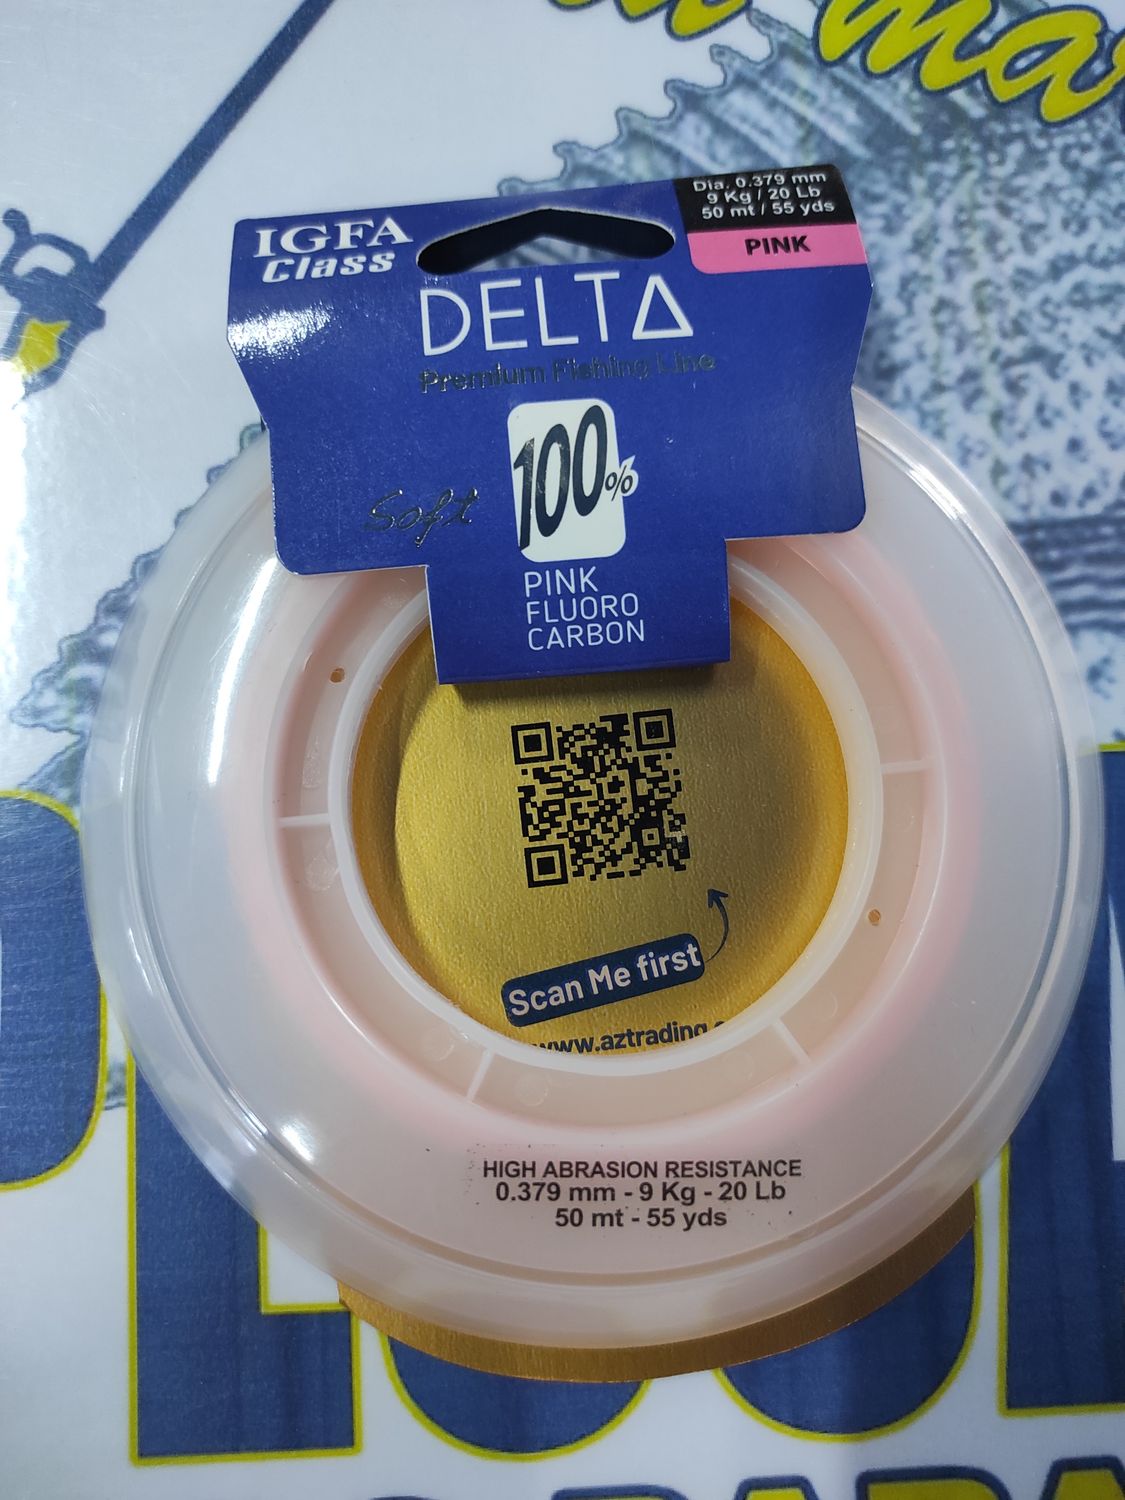 IGFA
Class
Dia. 0.379 mm
9 Kg / 20 Lb
50 mt / 55 yds
PINK
DELTA
Premium Fishing Line
100%
Soft
PINK
FLUORO
CARBON
Scan Me first
www.aztrading
HIGH ABRASION RESISTANCE
0.379 mm - 9 Kg - 20 Lb
50 mt - 55 yds